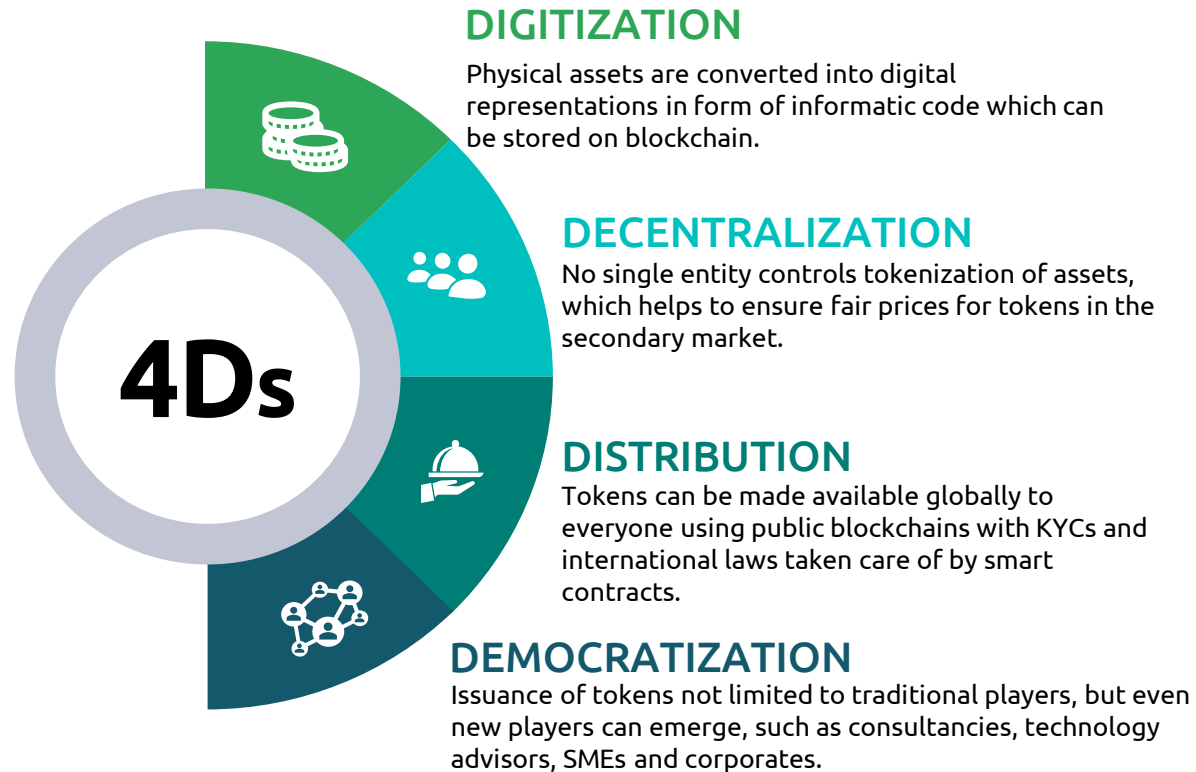 4Ds
DIGITIZATION
Physical assets are converted into digital
representations in form of informatic code which can
be stored on blockchain.
DECENTRALIZATION
No single entity controls tokenization of assets,
which helps to ensure fair prices for tokens in the
secondary market.
DISTRIBUTION
Tokens can be made available globally to
everyone using public blockchains with KYCs and
international laws taken care of by smart
contracts.
DEMOCRATIZATION
Issuance of tokens not limited to traditional players, but even
new players can emerge, such as consultancies, technology
advisors, SMEs and corporates.